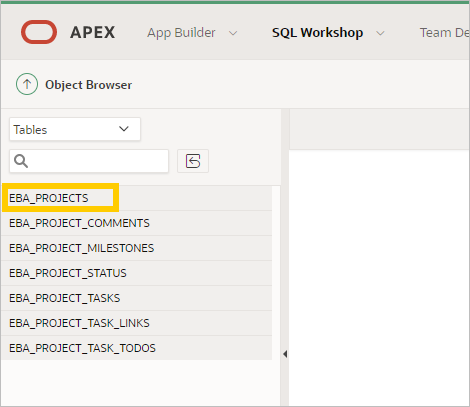 APEX App Builder SQL Workshop Team De
Object Browser
Tables
EBA_PROJECTS
EBA_PROJECT_COMMENTS
EBA_PROJECT_MILESTONES
EBA_PROJECT_STATUS
EBA_PROJECT_TASKS
EBA_PROJECT_TASK_LINKS
EBA_PROJECT_TASK_TODOS